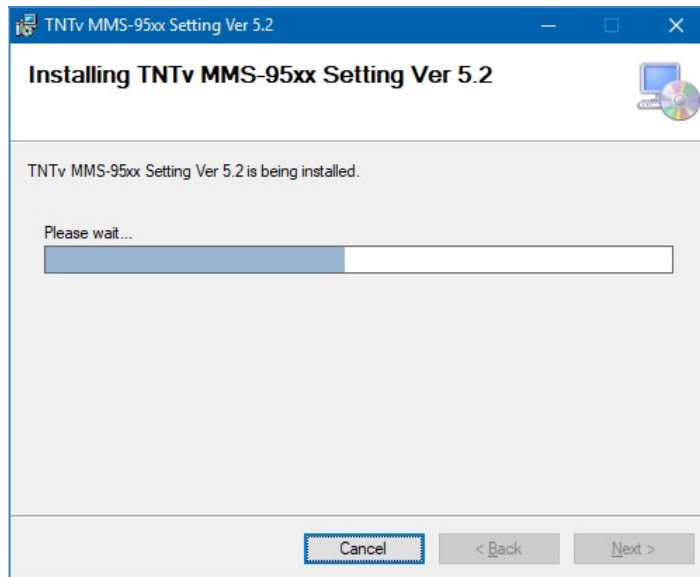 TNTv MMS-95xx Setting Ver 5.2
Installing TNTv MMS-95xx Setting Ver 5.2
TNTv MMS-95xx Setting Ver 5.2 is being installed.
Please wait...
Cancel
< Back
Next >